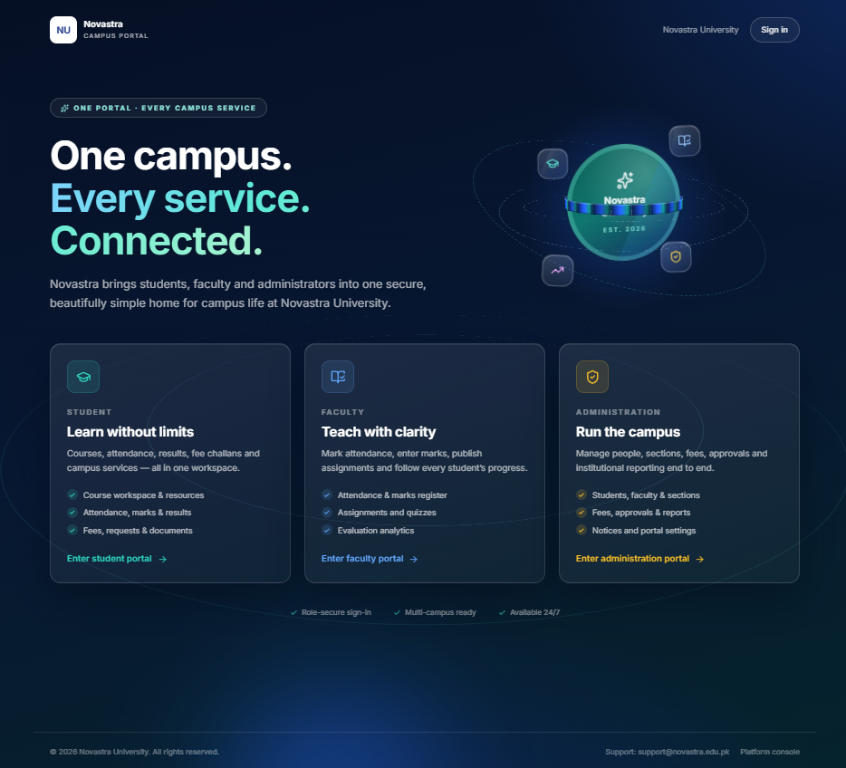 NU
Novastra
CAMPUS PORTAL
Novastra University
Sign in
ONE PORTAL · EVERY CAMPUS SERVICE
One campus.
Every service.
Connected.
Novastra brings students, faculty and administrators into one secure,
beautifully simple home for campus life at Novastra University.
Novastra
EST. 2026
STUDENT
Learn without limits
Courses, attendance, results, fee challans and
campus services — all in one workspace.
Course workspace & resources
Attendance, marks & results
Fees, requests & documents
Enter student portal →
FACULTY
Teach with clarity
Mark attendance, enter marks, publish
assignments and follow every student's progress.
Attendance & marks register
Assignments and quizzes
Evaluation analytics
Enter faculty portal →
ADMINISTRATION
Run the campus
Manage people, sections, fees, approvals and
institutional reporting end to end.
Students, faculty & sections
Fees, approvals & reports
Notices and portal settings
Enter administration portal →
Role-secure sign-in
Multi-campus ready
Available 24/7
© 2026 Novastra University. All rights reserved.
Support: support@novastra.edu.pk
Platform console